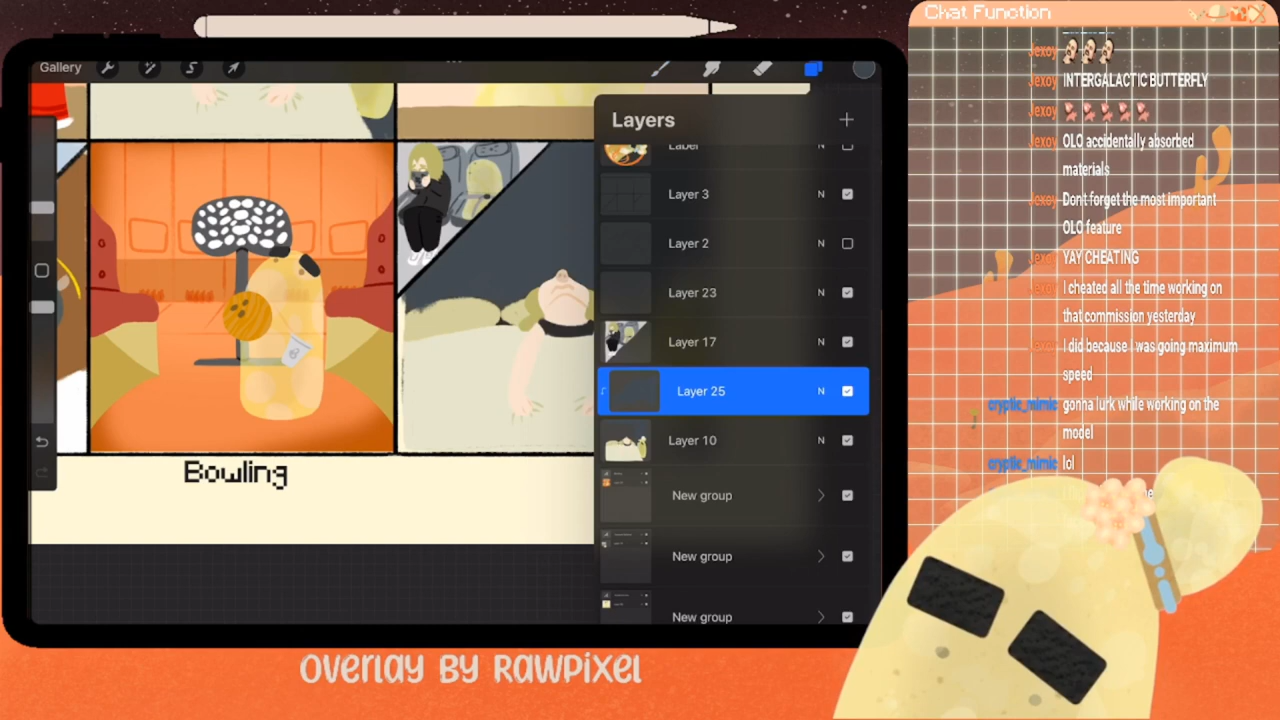 Chat Function
Gallery
Layers
Label N
Layer 3 N
Layer 2 N
Layer 23 N
Layer 17 N
Layer 25 N
Layer 10 N
New group
New group
New group
Bowling
OVERLAY BY RAWPIXEL
Jexoy
Jexoy INTERGALACTIC BUTTERFLY
Jexoy
Jexoy OLO accidentally absorbed
materials
Jexoy Dont forget the most important
OLO feature
Jexoy YAY CHEATING
Jexoy I cheated all the time working on
that commission yesterday
Jexoy I did because I was going maximum
speed
cryptic_mimic gonna lurk while working on the
model
cryptic_mimic lol